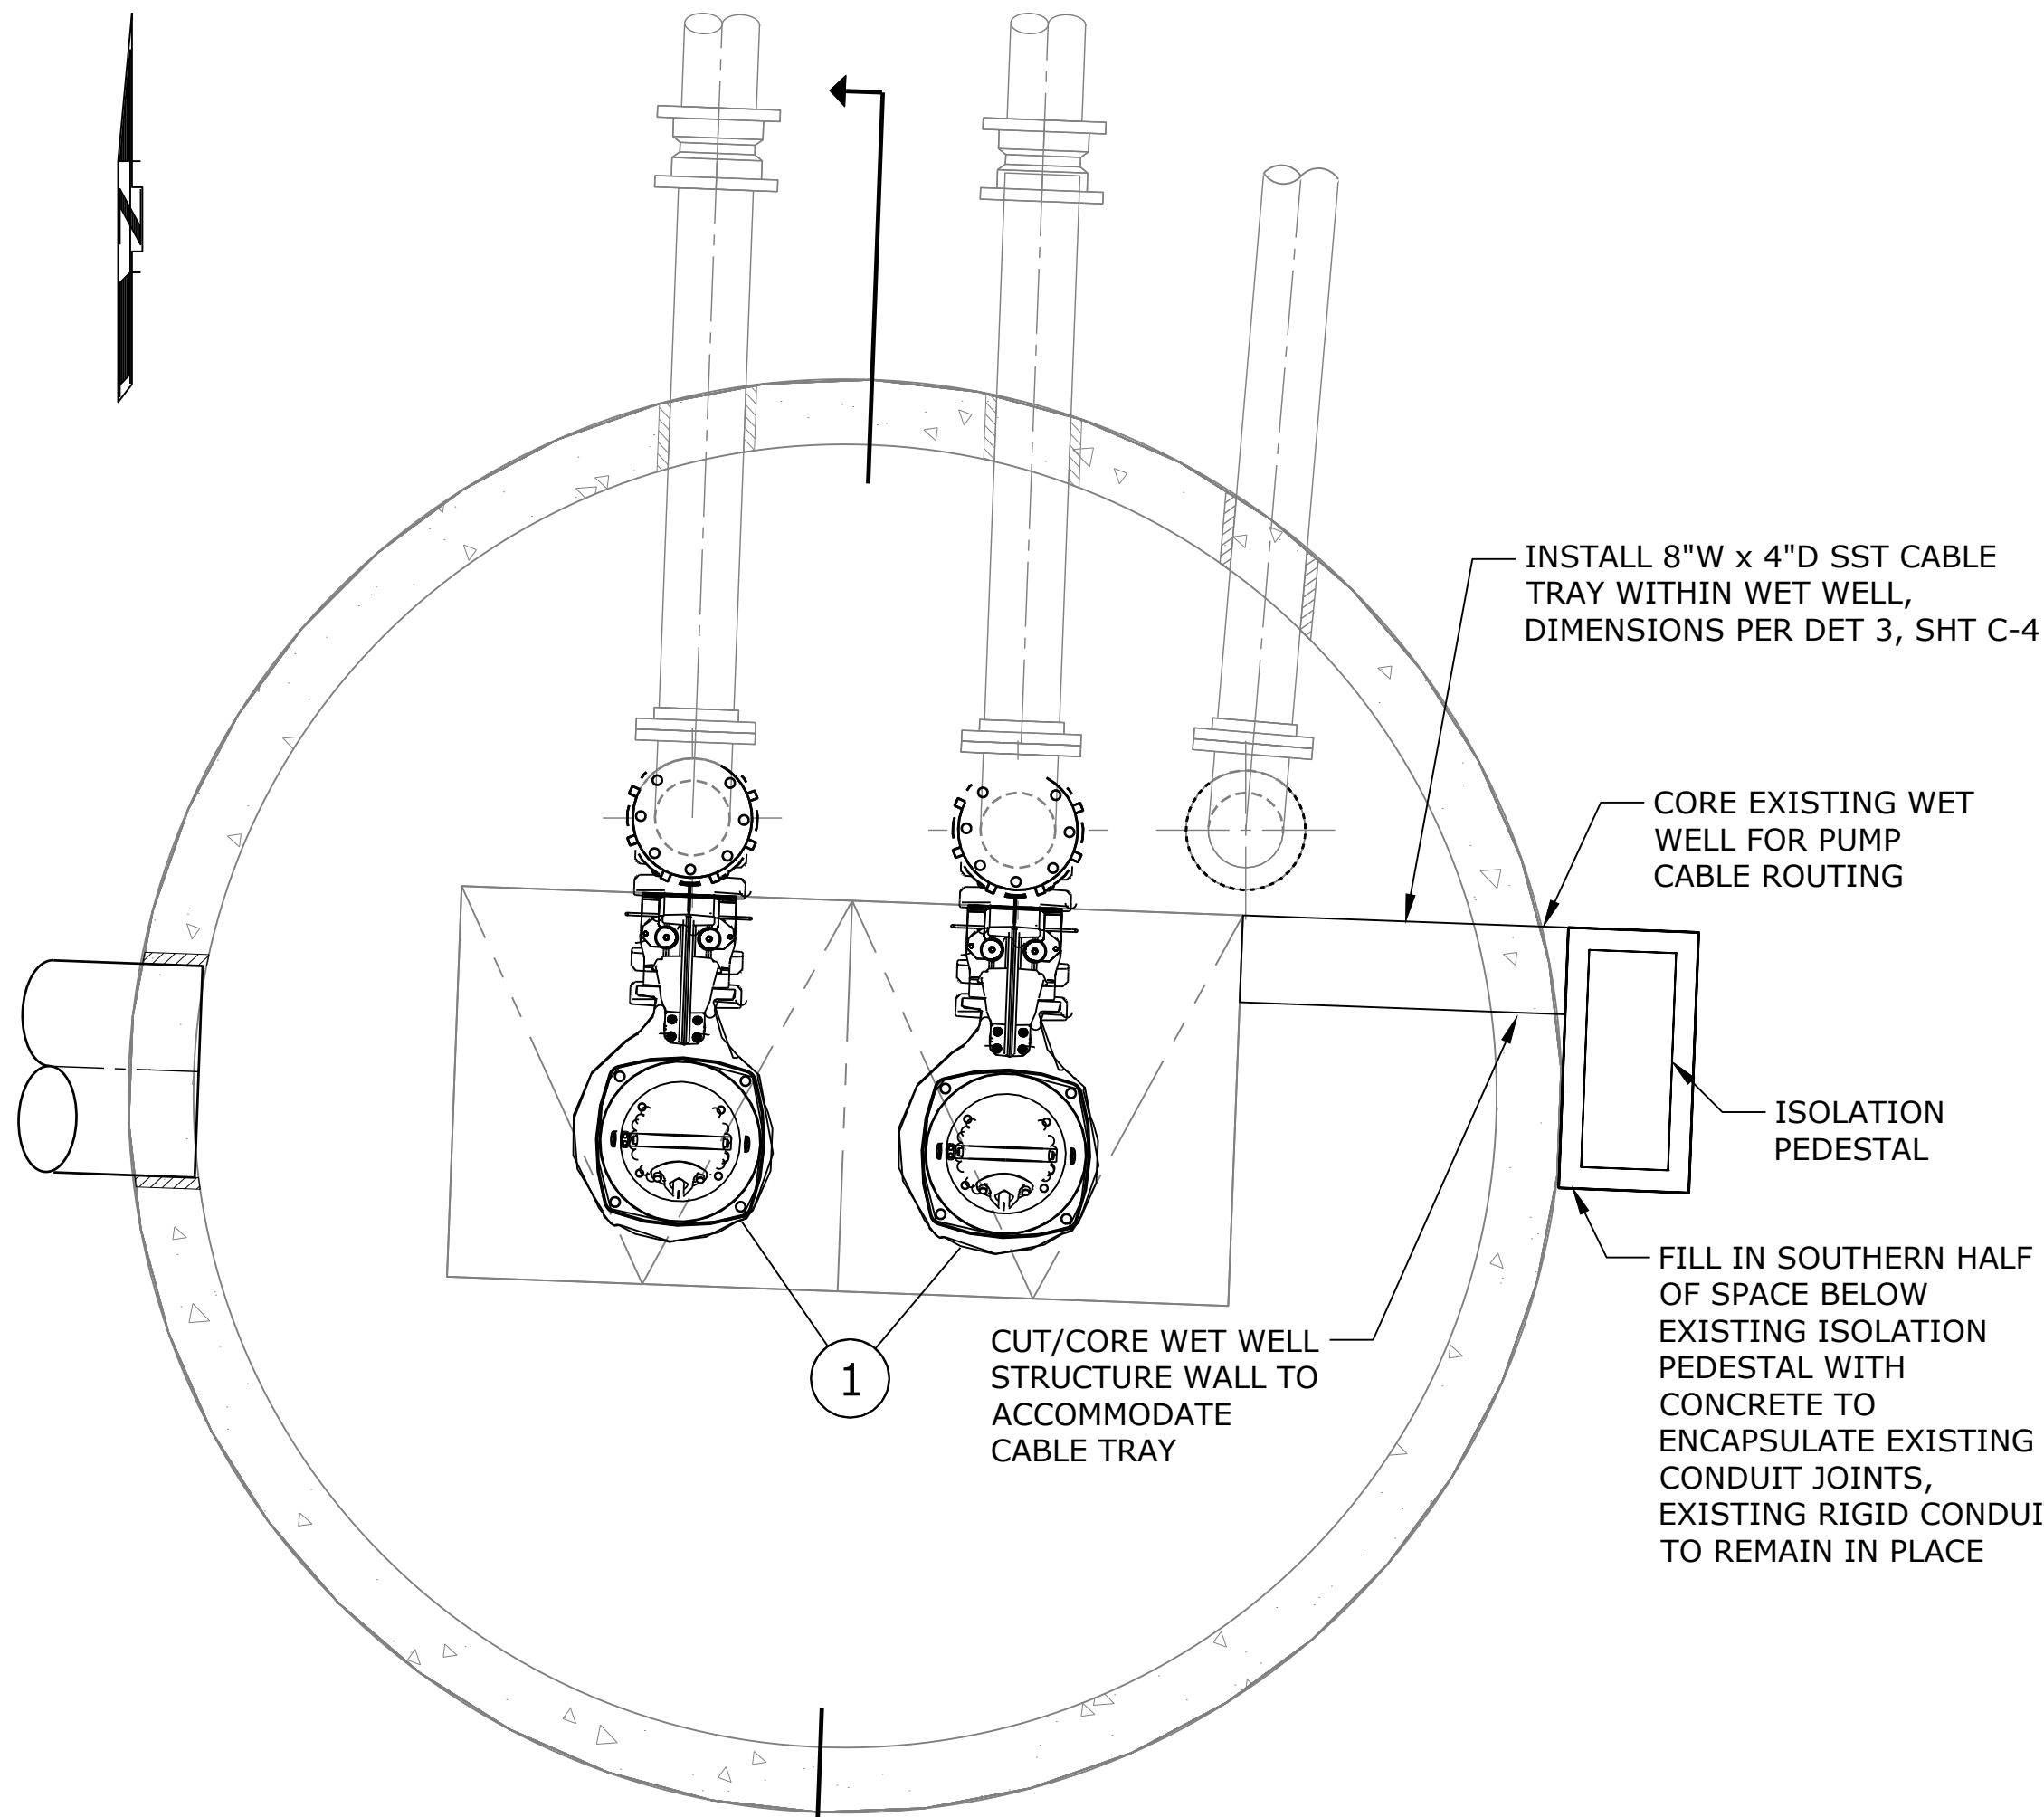 N
INSTALL 8"W x 4"D SST CABLE
TRAY WITHIN WET WELL,
DIMENSIONS PER DET 3, SHT C-4
CORE EXISTING WET
WELL FOR PUMP
CABLE ROUTING
ISOLATION
PEDESTAL
FILL IN SOUTHERN HALF
OF SPACE BELOW
EXISTING ISOLATION
PEDESTAL WITH
CONCRETE TO
ENCAPSULATE EXISTING
CONDUIT JOINTS,
EXISTING RIGID CONDUI
TO REMAIN IN PLACE
CUT/CORE WET WELL
STRUCTURE WALL TO
ACCOMMODATE
CABLE TRAY
1